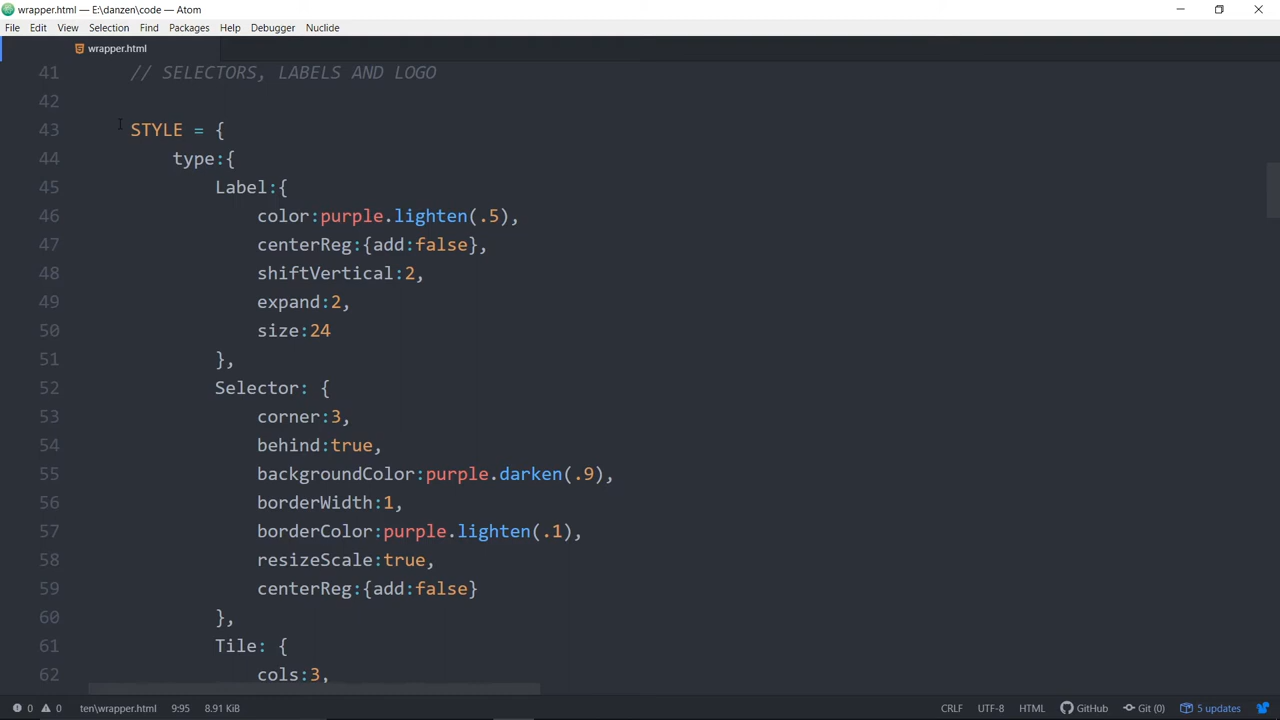 wrapper.html — E:\danzen\code — Atom
File Edit View Selection Find Packages Help Debugger Nuclide
wrapper.html
41 // SELECTORS, LABELS AND LOGO
42
43 STYLE = {
44 type:{
45 Label:{
46 color:purple.lighten(.5),
47 centerReg:{add:false},
48 shiftVertical:2,
49 expand:2,
50 size:24
51 },
52 Selector: {
53 corner:3,
54 behind:true,
55 backgroundColor:purple.darken(.9),
56 borderWidth:1,
57 borderColor:purple.lighten(.1),
58 resizeScale:true,
59 centerReg:{add:false}
60 },
61 Tile: {
62 cols:3,
0 0 ten\wrapper.html 9:95 8.91 KiB CRLF UTF-8 HTML GitHub Git (0) 5 updates